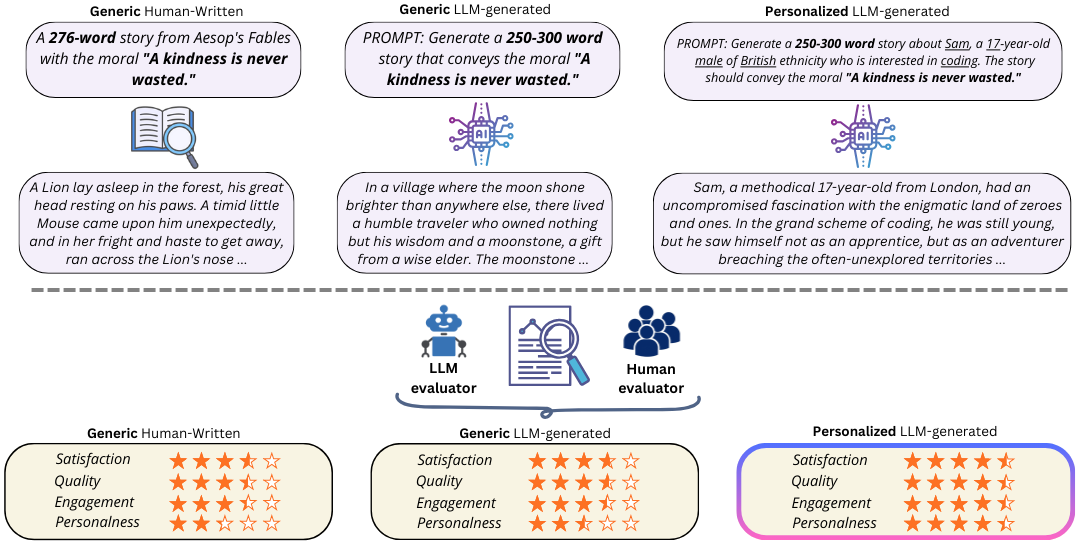 Generic Human-Written
A 276-word story from Aesop's Fables
with the moral "A kindness is never
wasted."
Generic LLM-generated
PROMPT: Generate a 250-300 word
story that conveys the moral "A
kindness is never wasted."
Personalized LLM-generated
PROMPT: Generate a 250-300 word story about Sam, a 17-year-old
male of British ethnicity who is interested in coding. The story
should convey the moral "A kindness is never wasted."
AI
AI
A Lion lay asleep in the forest, his great
head resting on his paws. A timid little
Mouse came upon him unexpectedly,
and in her fright and haste to get away,
ran across the Lion's nose ...
In a village where the moon shone
brighter than anywhere else, there lived
a humble traveler who owned nothing
but his wisdom and a moonstone, a gift
from a wise elder. The moonstone ...
Sam, a methodical 17-year-old from London, had an
uncompromised fascination with the enigmatic land of zeroes
and ones. In the grand scheme of coding, he was still young,
but he saw himself not as an apprentice, but as an adventurer
breaching the often-unexplored territories ...
LLM
evaluator
Human
evaluator
Generic Human-Written
Satisfaction
Quality
Engagement
Personalness
Generic LLM-generated
Satisfaction
Quality
Engagement
Personalness
Personalized LLM-generated
Satisfaction
Quality
Engagement
Personalness